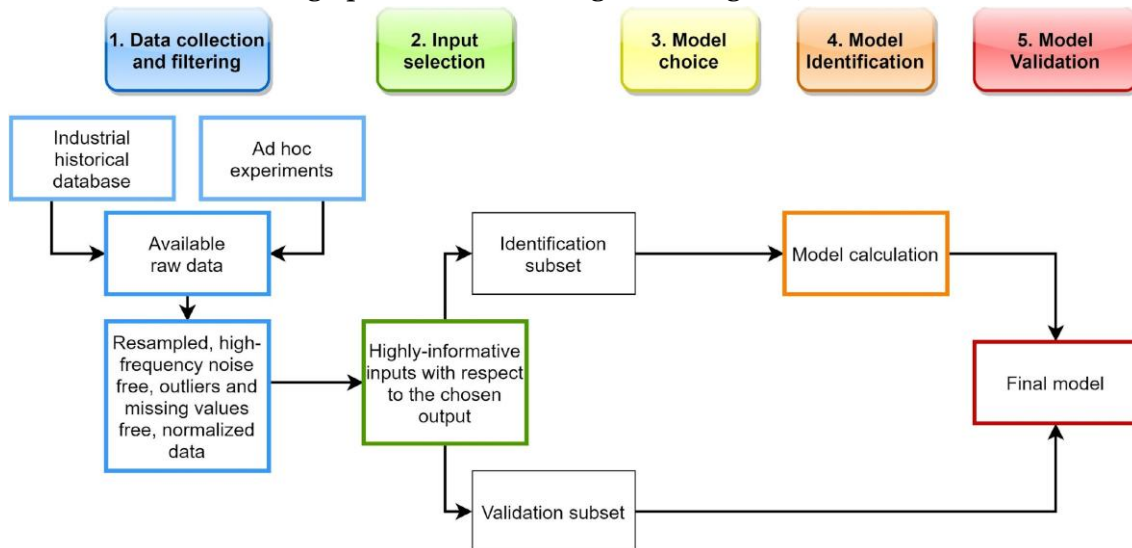 1. Data collection
and filtering
2. Input
selection
3. Model
choice
4. Model
Identification
5. Model
Validation
Industrial
historical
database
Ad hoc
experiments
Available
raw data
Resampled, high-
frequency noise
free, outliers and
missing values
free, normalized
data
Highly-informative
inputs with respect
to the chosen
output
Identification
subset
Validation subset
Model calculation
Final model